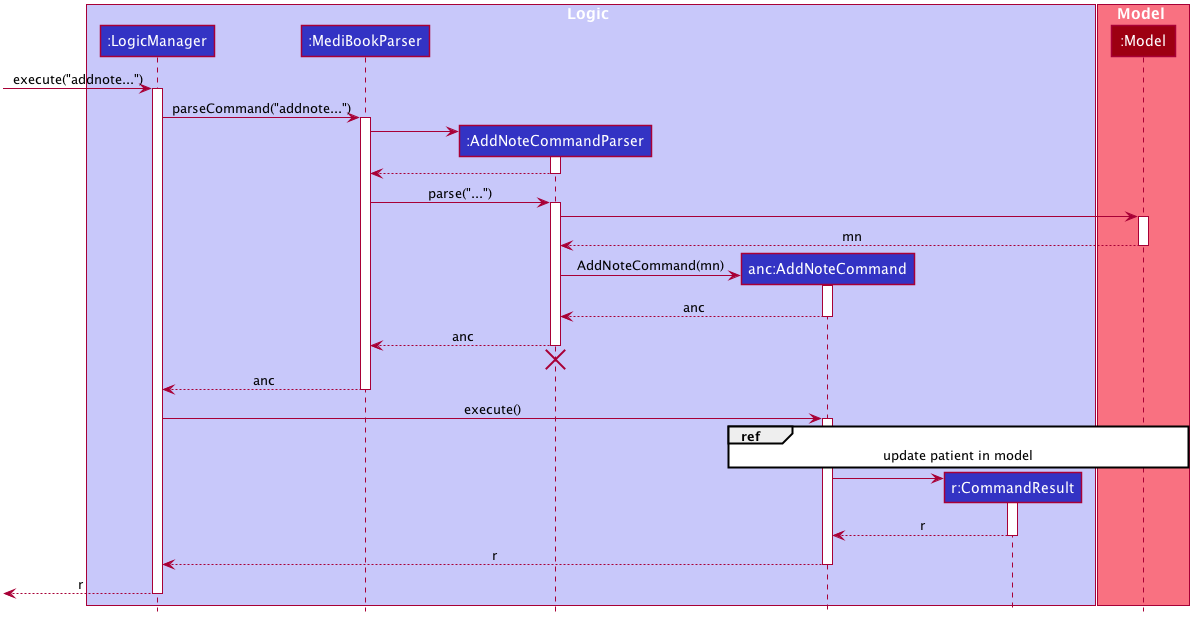 Logic
Model
:LogicManager
:MediBookParser
:Model
execute("addnote...")
parseCommand("addnote...")
:AddNoteCommandParser
parse("...")
mn
AddNoteCommand(mn)
anc:AddNoteCommand
anc
anc
anc
execute()
ref
update patient in model
r:CommandResult
r
r
r